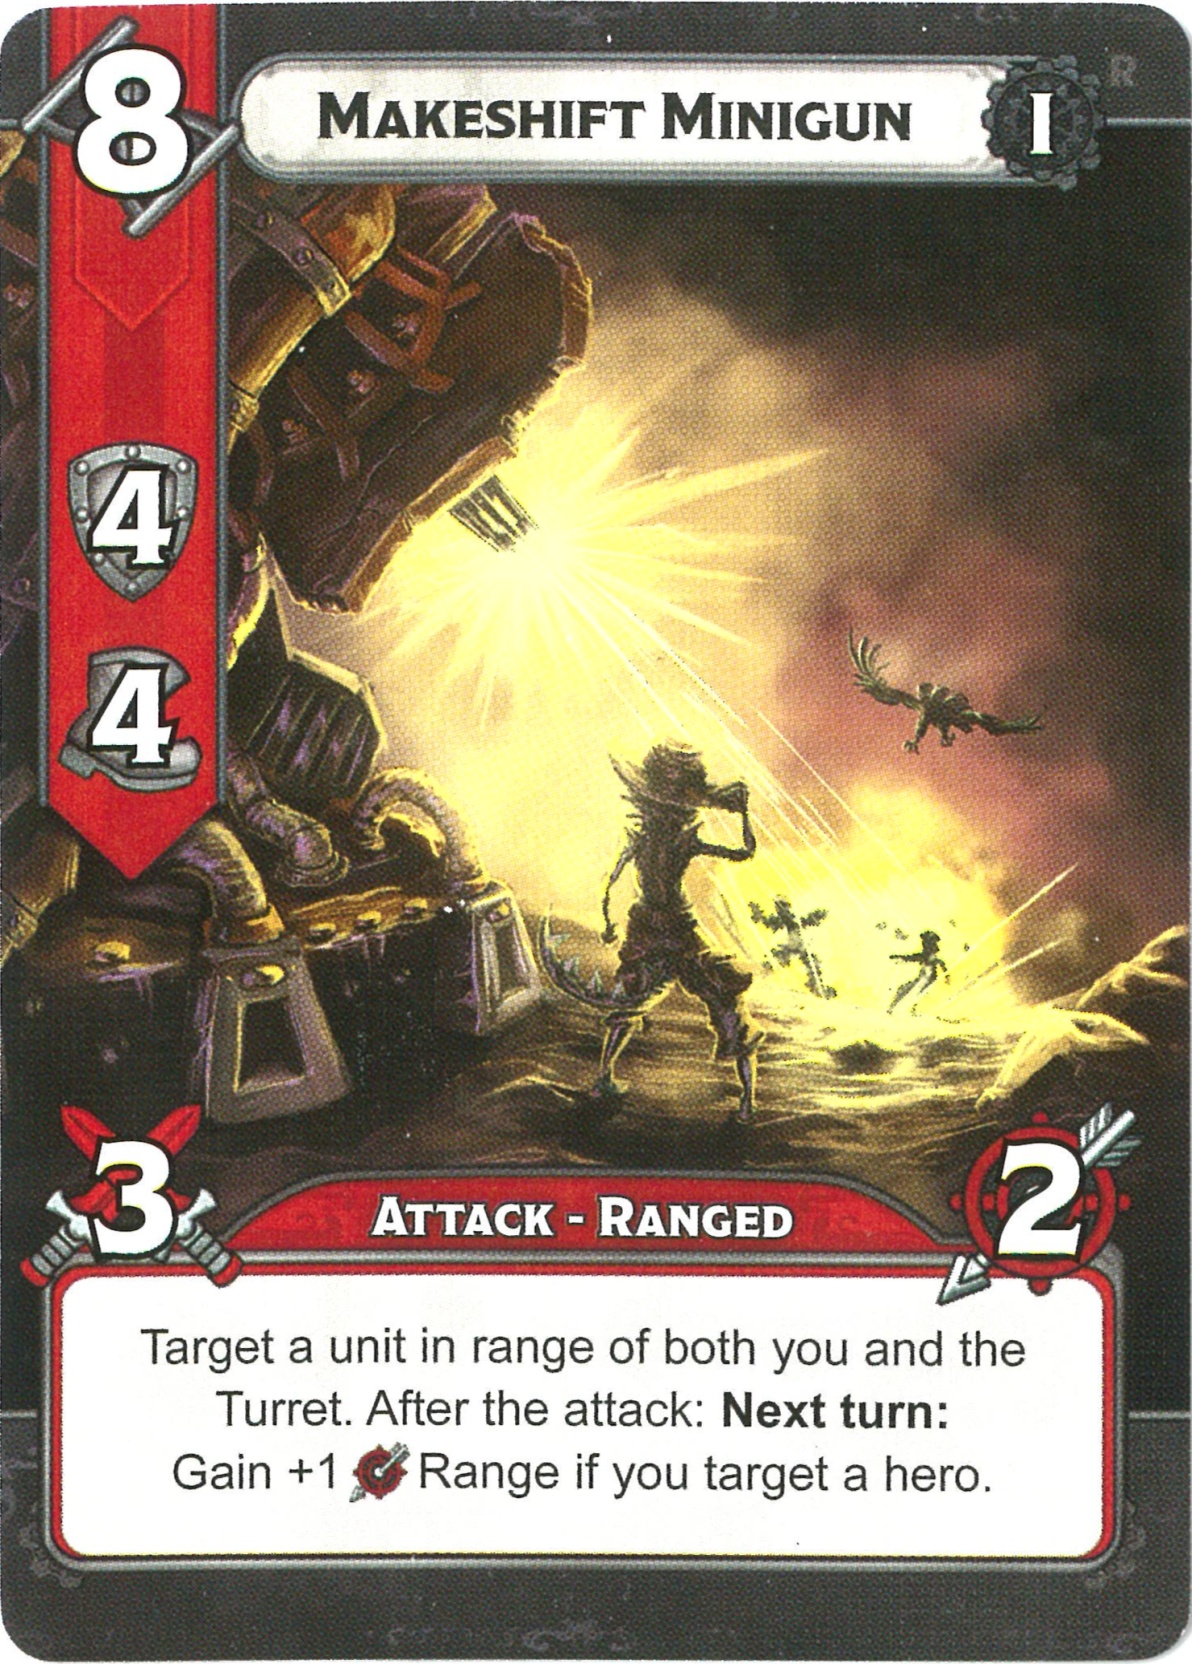 8
MAKESHIFT MINIGUN
I
R
4
4
3
ATTACK - RANGED
2
Target a unit in range of both you and the
Turret. After the attack: Next turn:
Gain +1 Range if you target a hero.